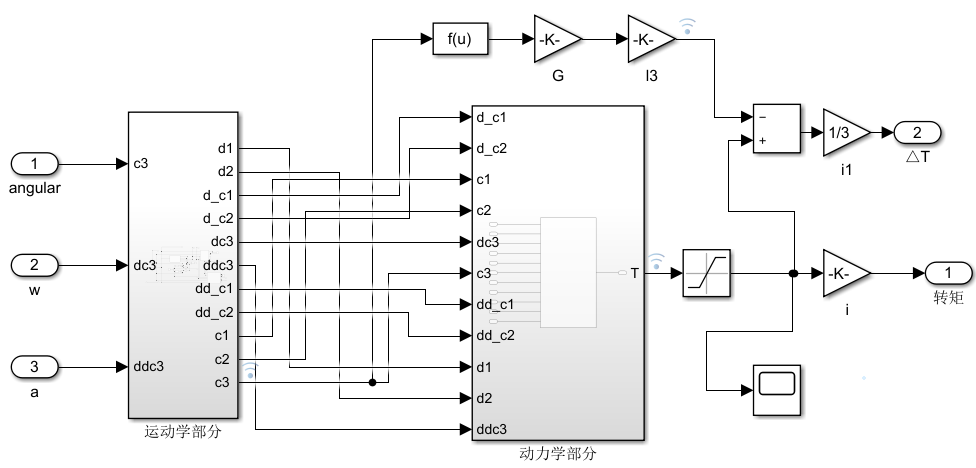 f(u)
-K-
G
-K-
I3
−
+
1/3
i1
2
△T
1
angular
2
w
3
a
c3
dc3
ddc3
d1
d2
d_c1
d_c2
dc3
ddc3
dd_c1
dd_c2
c1
c2
c3
运动学部分
d_c1
d_c2
c1
c2
dc3
c3
dd_c1
dd_c2
d1
d2
ddc3
T
动力学部分
-K-
i
1
转矩